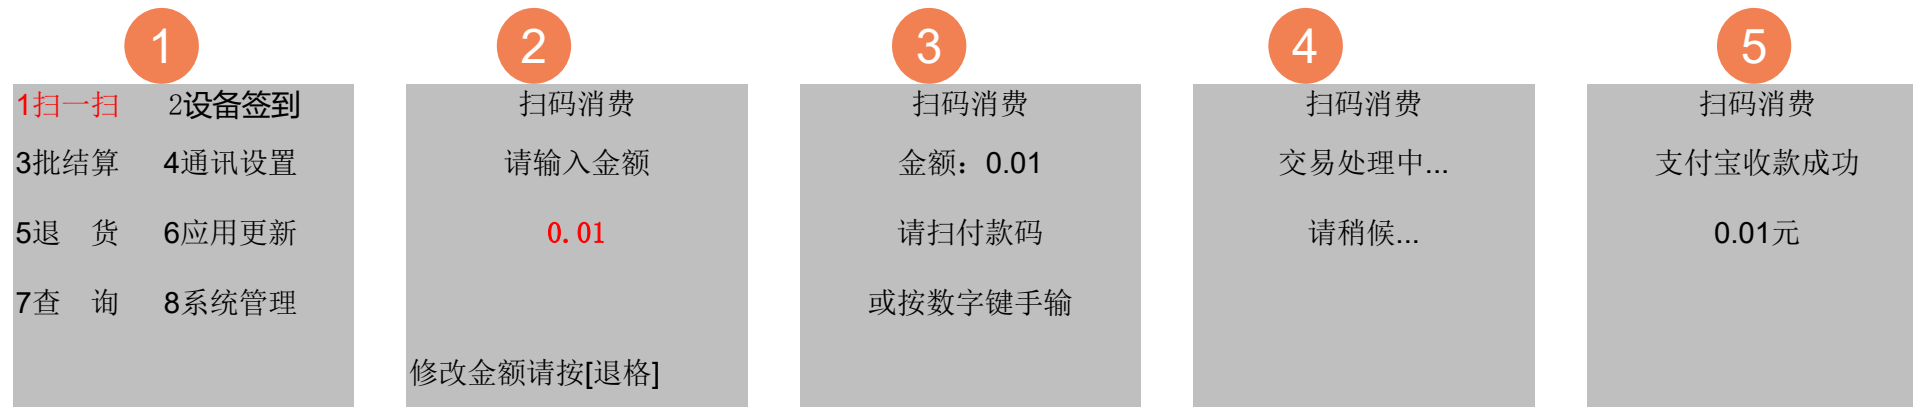 1
1扫一扫 2设备签到
3批结算 4通讯设置
5退 货 6应用更新
7查 询 8系统管理
2
扫码消费
请输入金额
0.01
修改金额请按[退格]
3
扫码消费
金额：0.01
请扫付款码
或按数字键手输
4
扫码消费
交易处理中...
请稍候...
5
扫码消费
支付宝收款成功
0.01元